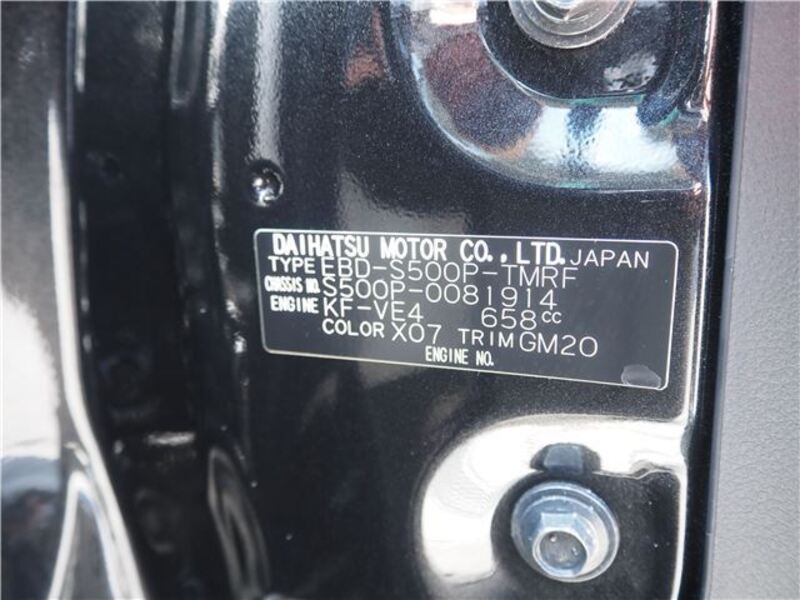 DAIHATSU MOTOR CO.,LTD. JAPAN
TYPE EBD-S500P-TMRF
CHASSIS NO. S500P-0081914
ENGINE KF-VE4 658cc
COLOR X07 TRIM GM20
ENGINE NO.